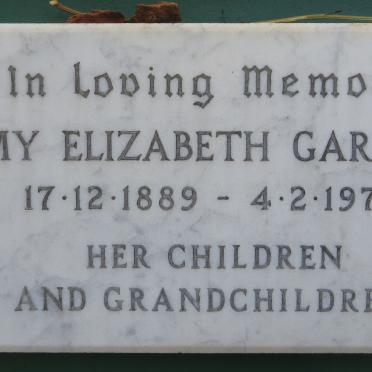 In Loving Memo
MY ELIZABETH GAR
17·12·1889 - 4·2·197
HER CHILDREN
AND GRANDCHILDRE